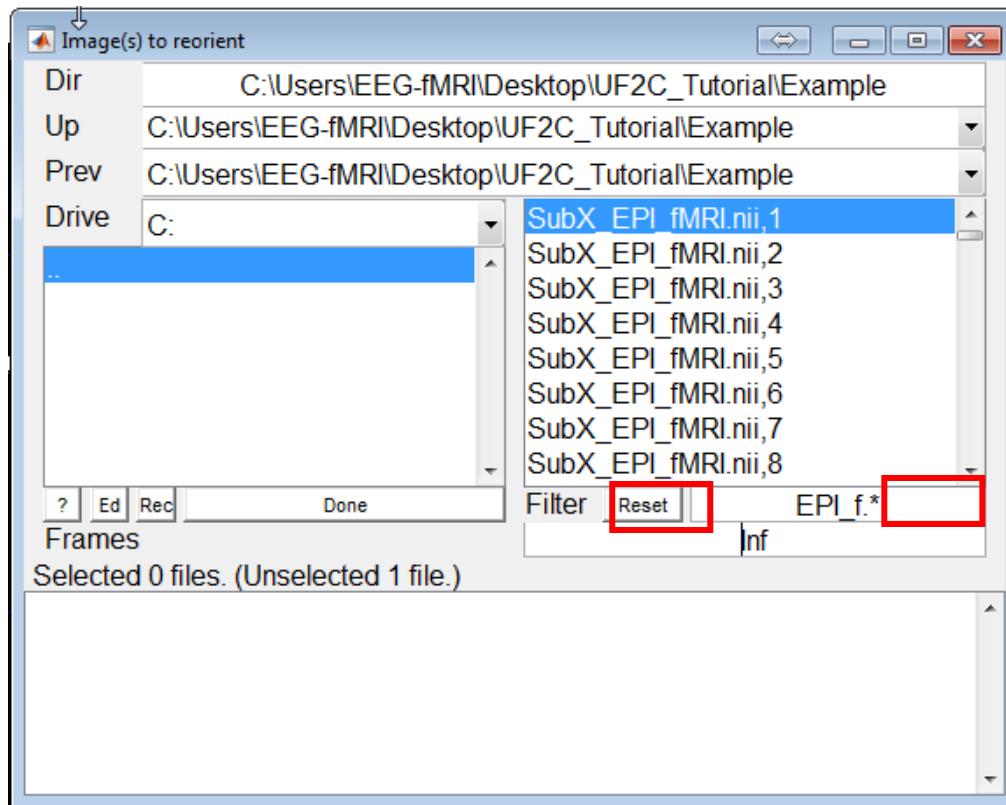 Image(s) to reorient
Dir C:\Users\EEG-fMRI\Desktop\UF2C_Tutorial\Example
Up C:\Users\EEG-fMRI\Desktop\UF2C_Tutorial\Example
Prev C:\Users\EEG-fMRI\Desktop\UF2C_Tutorial\Example
Drive C:
..
SubX_EPI_fMRI.nii,1
SubX_EPI_fMRI.nii,2
SubX_EPI_fMRI.nii,3
SubX_EPI_fMRI.nii,4
SubX_EPI_fMRI.nii,5
SubX_EPI_fMRI.nii,6
SubX_EPI_fMRI.nii,7
SubX_EPI_fMRI.nii,8
? Ed Rec Done Filter Reset EPI_f.*
Frames Inf
Selected 0 files. (Unselected 1 file.)